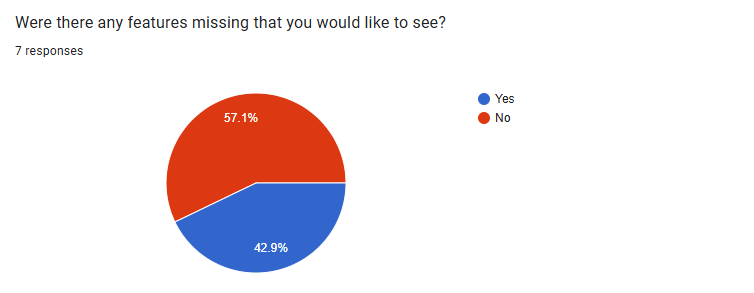 Were there any features missing that you would like to see?
7 responses
57.1%
42.9%
Yes
No